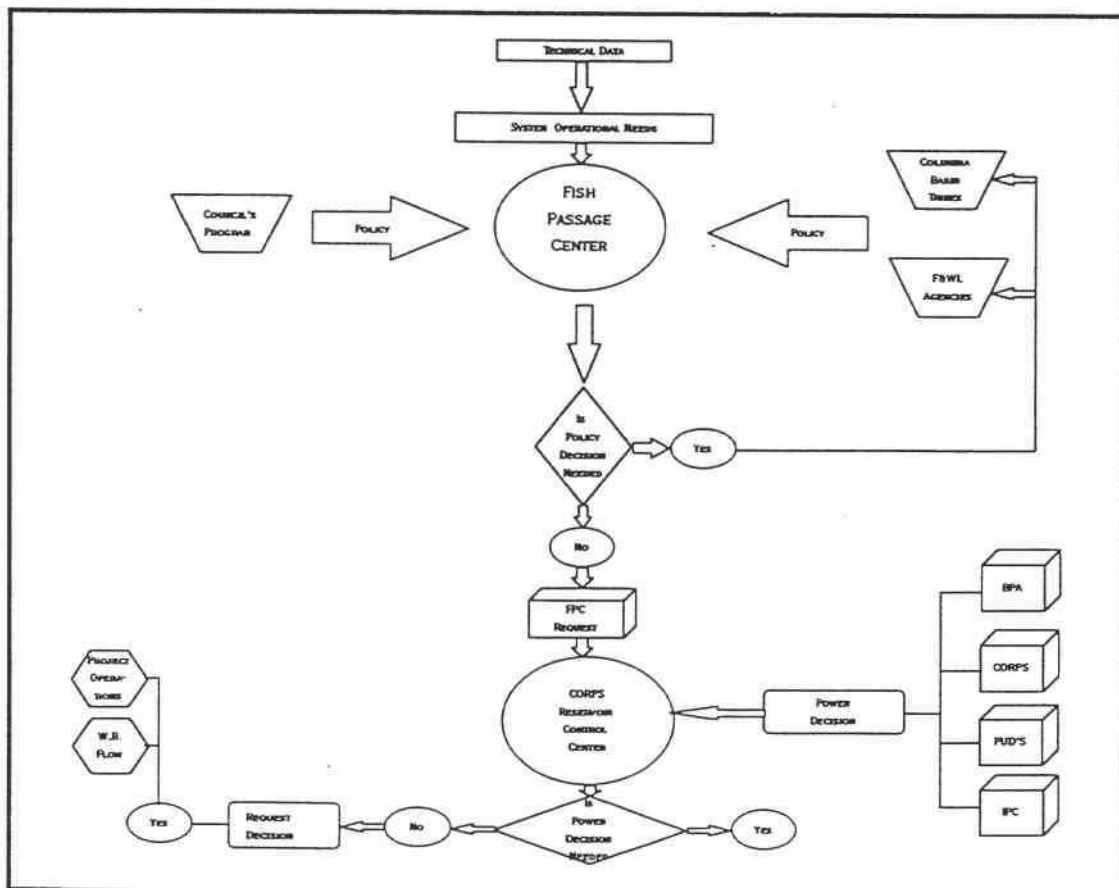 TECHNICAL DATA
SYSTEM OPERATIONAL NEEDS
FISH
PASSAGE
CENTER
COUNCIL'S
PROGRAM
POLICY
POLICY
COLUMBIA
BASIN
TRIBES
F&WL
AGENCIES
IS
POLICY
DECISION
NEEDED
YES
NO
FPC
REQUEST
CORPS
RESERVOIR
CONTROL
CENTER
POWER
DECISION
BPA
CORPS
PUD'S
IPC
PROJECT
OPERA-
TIONS
W.B.
FLOW
YES
REQUEST
DECISION
NO
IS
POWER
DECISION
NEEDED
YES